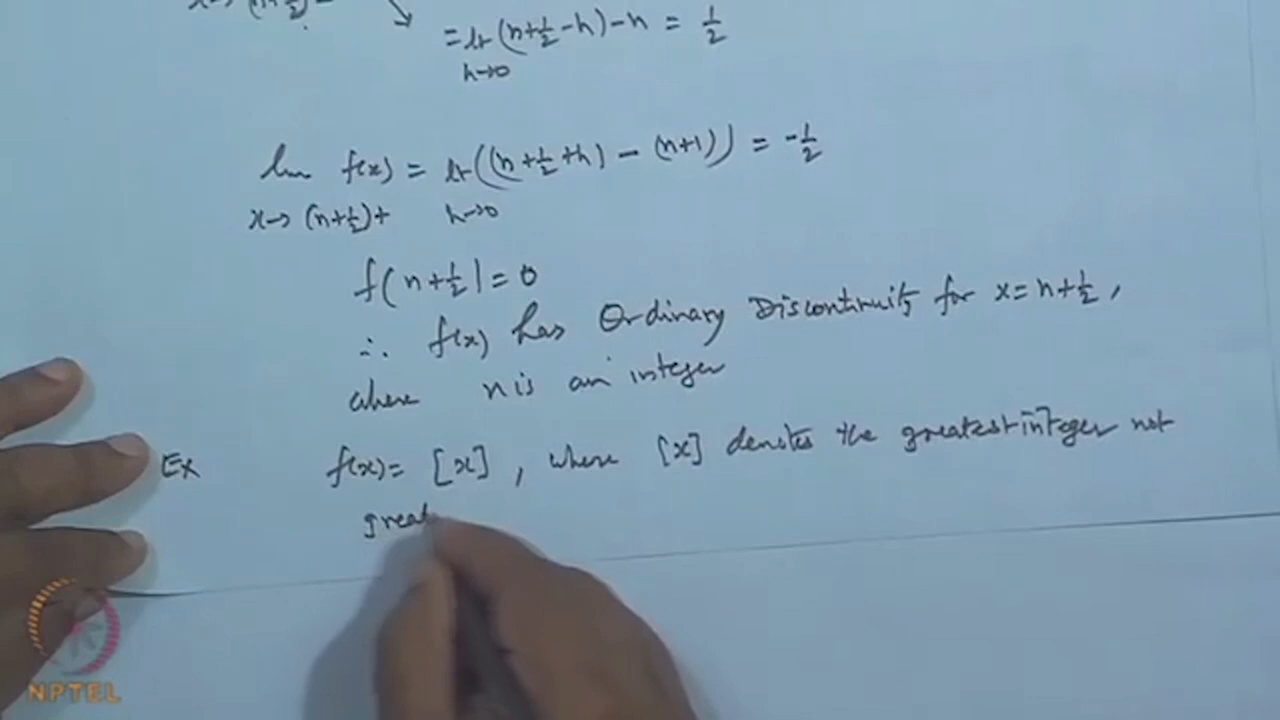 x→(n+1/2)-
= lt (n+1/2-h)-n = 1/2
h→0
lim f(x) = lt((n+1/2+h) - (n+1)) = -1/2
x→(n+1/2)+ h→0
f(n+1/2)=0
∴ f(x) has Ordinary Discontinuity for x=n+1/2,
where n is an integer
Ex f(x)= [x], where [x] denotes the greatest integer not
great
NPTEL